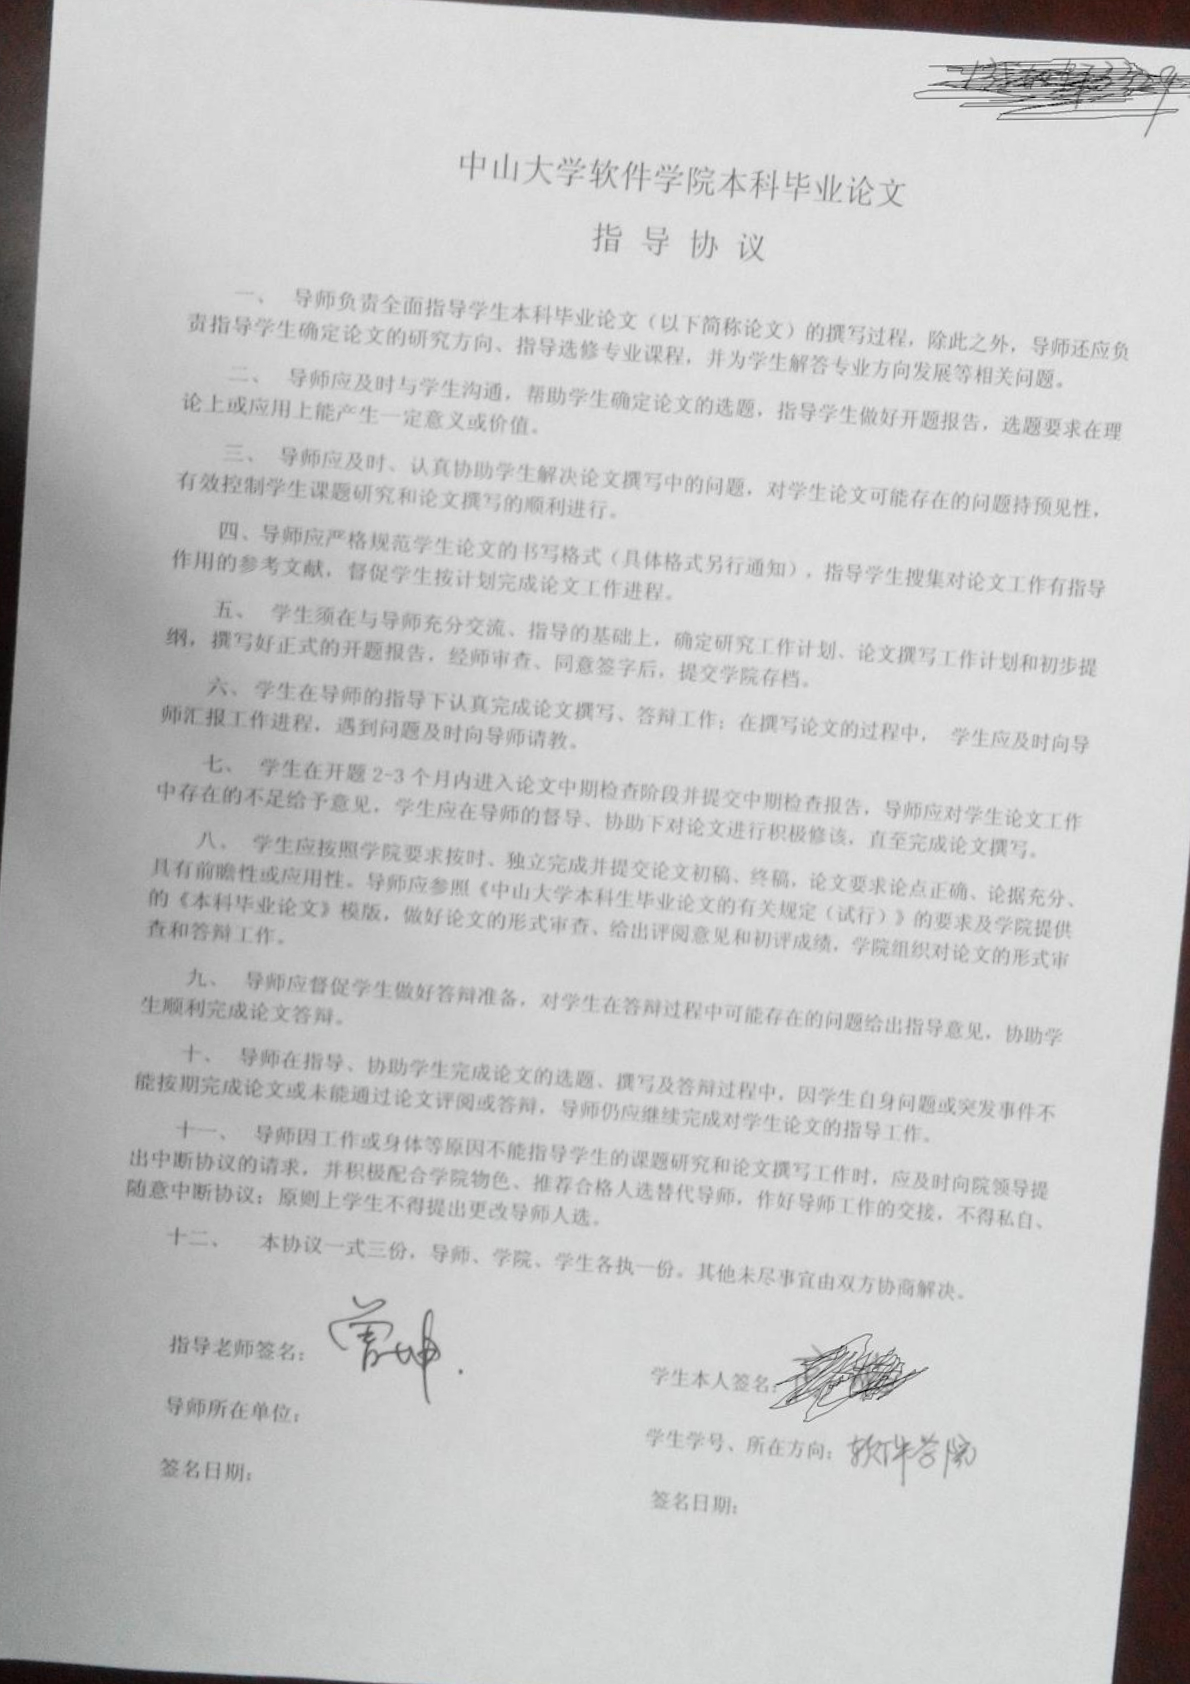 中山大学软件学院本科毕业论文
指导协议
一、 导师负责全面指导学生本科毕业论文（以下简称论文）的撰写过程，除此之外，导师还应负
责指导学生确定论文的研究方向、指导选修专业课程，并为学生解答专业方向发展等相关问题。
二、 导师应及时与学生沟通，帮助学生确定论文的选题，指导学生做好开题报告，选题要求在理
论上或应用上能产生一定意义或价值。
三、 导师应及时、认真协助学生解决论文撰写中的问题，对学生论文可能存在的问题持预见性，
有效控制学生课题研究和论文撰写的顺利进行。
四、导师应严格规范学生论文的书写格式（具体格式另行通知），指导学生搜集对论文工作有指导
作用的参考文献，督促学生按计划完成论文工作进程。
五、 学生须在与导师充分交流、指导的基础上，确定研究工作计划、论文撰写工作计划和初步提
纲，撰写好正式的开题报告，经师审查、同意签字后，提交学院存档。
六、学生在导师的指导下认真完成论文撰写、答辩工作；在撰写论文的过程中， 学生应及时向导
师汇报工作进程，遇到问题及时向导师请教。
七、 学生在开题 2-3 个月内进入论文中期检查阶段并提交中期检查报告，导师应对学生论文工作
中存在的不足给予意见，学生应在导师的督导、协助下对论文进行积极修该，直至完成论文撰写。
八、 学生应按照学院要求按时、独立完成并提交论文初稿、终稿，论文要求论点正确、论据充分、
具有前瞻性或应用性。导师应参照《中山大学本科生毕业论文的有关规定（试行）》的要求及学院提供
的《本科毕业论文》模版，做好论文的形式审查、给出评阅意见和初评成绩，学院组织对论文的形式审
查和答辩工作。
九、 导师应督促学生做好答辩准备，对学生在答辩过程中可能存在的问题给出指导意见，协助学
生顺利完成论文答辩。
十、 导师在指导、协助学生完成论文的选题、撰写及答辩过程中，因学生自身问题或突发事件不
能按期完成论文或未能通过论文评阅或答辩，导师仍应继续完成对学生论文的指导工作。
十一、 导师因工作或身体等原因不能指导学生的课题研究和论文撰写工作时，应及时向院领导提
出中断协议的请求，并积极配合学院物色、推荐合格人选替代导师，作好导师工作的交接，不得私自、
随意中断协议；原则上学生不得提出更改导师人选。
十二、 本协议一式三份，导师、学院、学生各执一份。其他未尽事宜由双方协商解决。
指导老师签名： 曾坤
学生本人签名：
导师所在单位：
学生学号、所在方向：软件学院
签名日期：
签名日期：